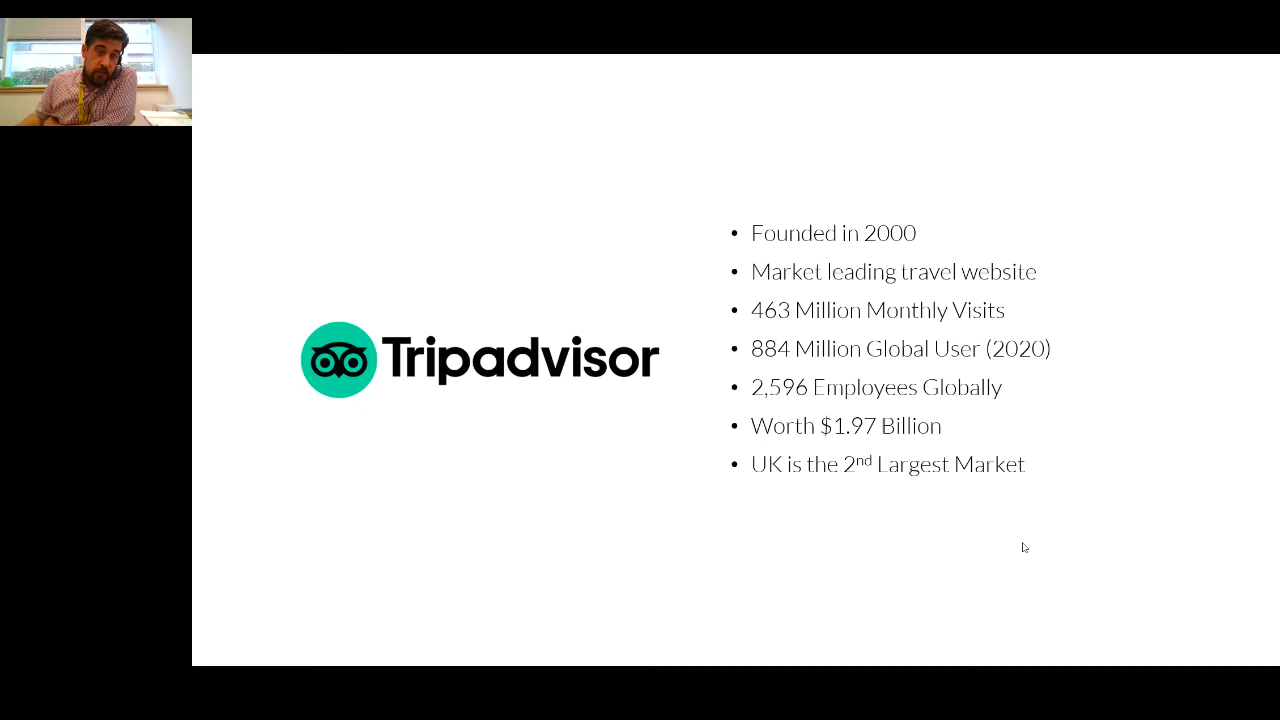 Tripadvisor
• Founded in 2000
• Market leading travel website
• 463 Million Monthly Visits
• 884 Million Global User (2020)
• 2,596 Employees Globally
• Worth $1.97 Billion
• UK is the 2nd Largest Market